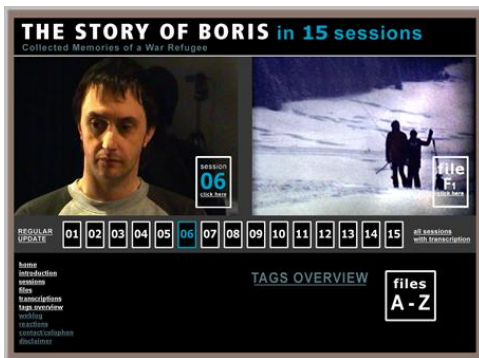 THE STORY OF BORIS in 15 sessions
Collected Memories of a War Refugee
session
06
click here
file
F1
click here
REGULAR
UPDATE
01 02 03 04 05 06 07 08 09 10 11 12 13 14 15
all sessions
with transcription
home
introduction
sessions
files
transcriptions
tags overview
weblog
reactions
contact/colophon
disclaimer
TAGS OVERVIEW
files
A - Z